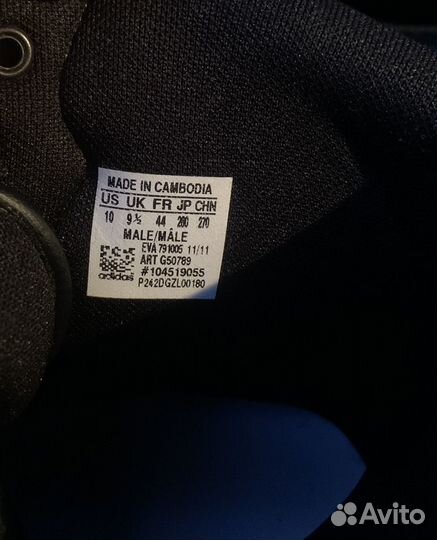 MADE IN CAMBODIA
US UK FR JP CHN
10 9½ 44 280 270
MALE/MÂLE
EVA 791005 11/11
ART G50789
#104519055
adidas P242DGZL00180
Avito